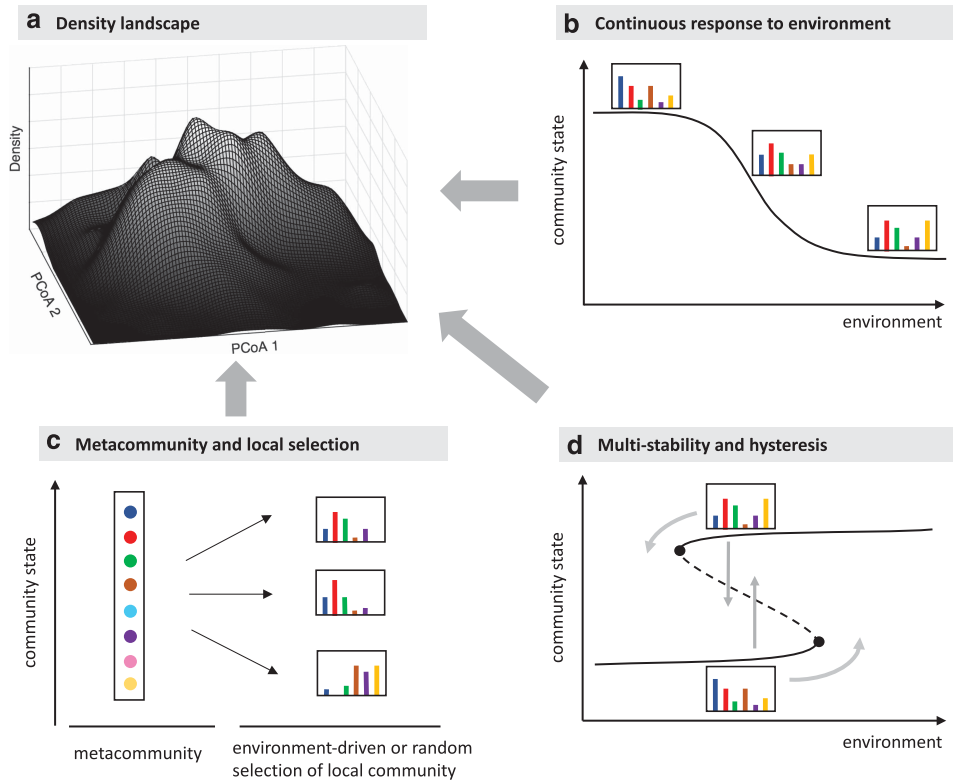 a Density landscape
Density
PCoA 2
PCoA 1
b Continuous response to environment
community state
environment
c Metacommunity and local selection
community state
metacommunity
environment-driven or random
selection of local community
d Multi-stability and hysteresis
community state
environment